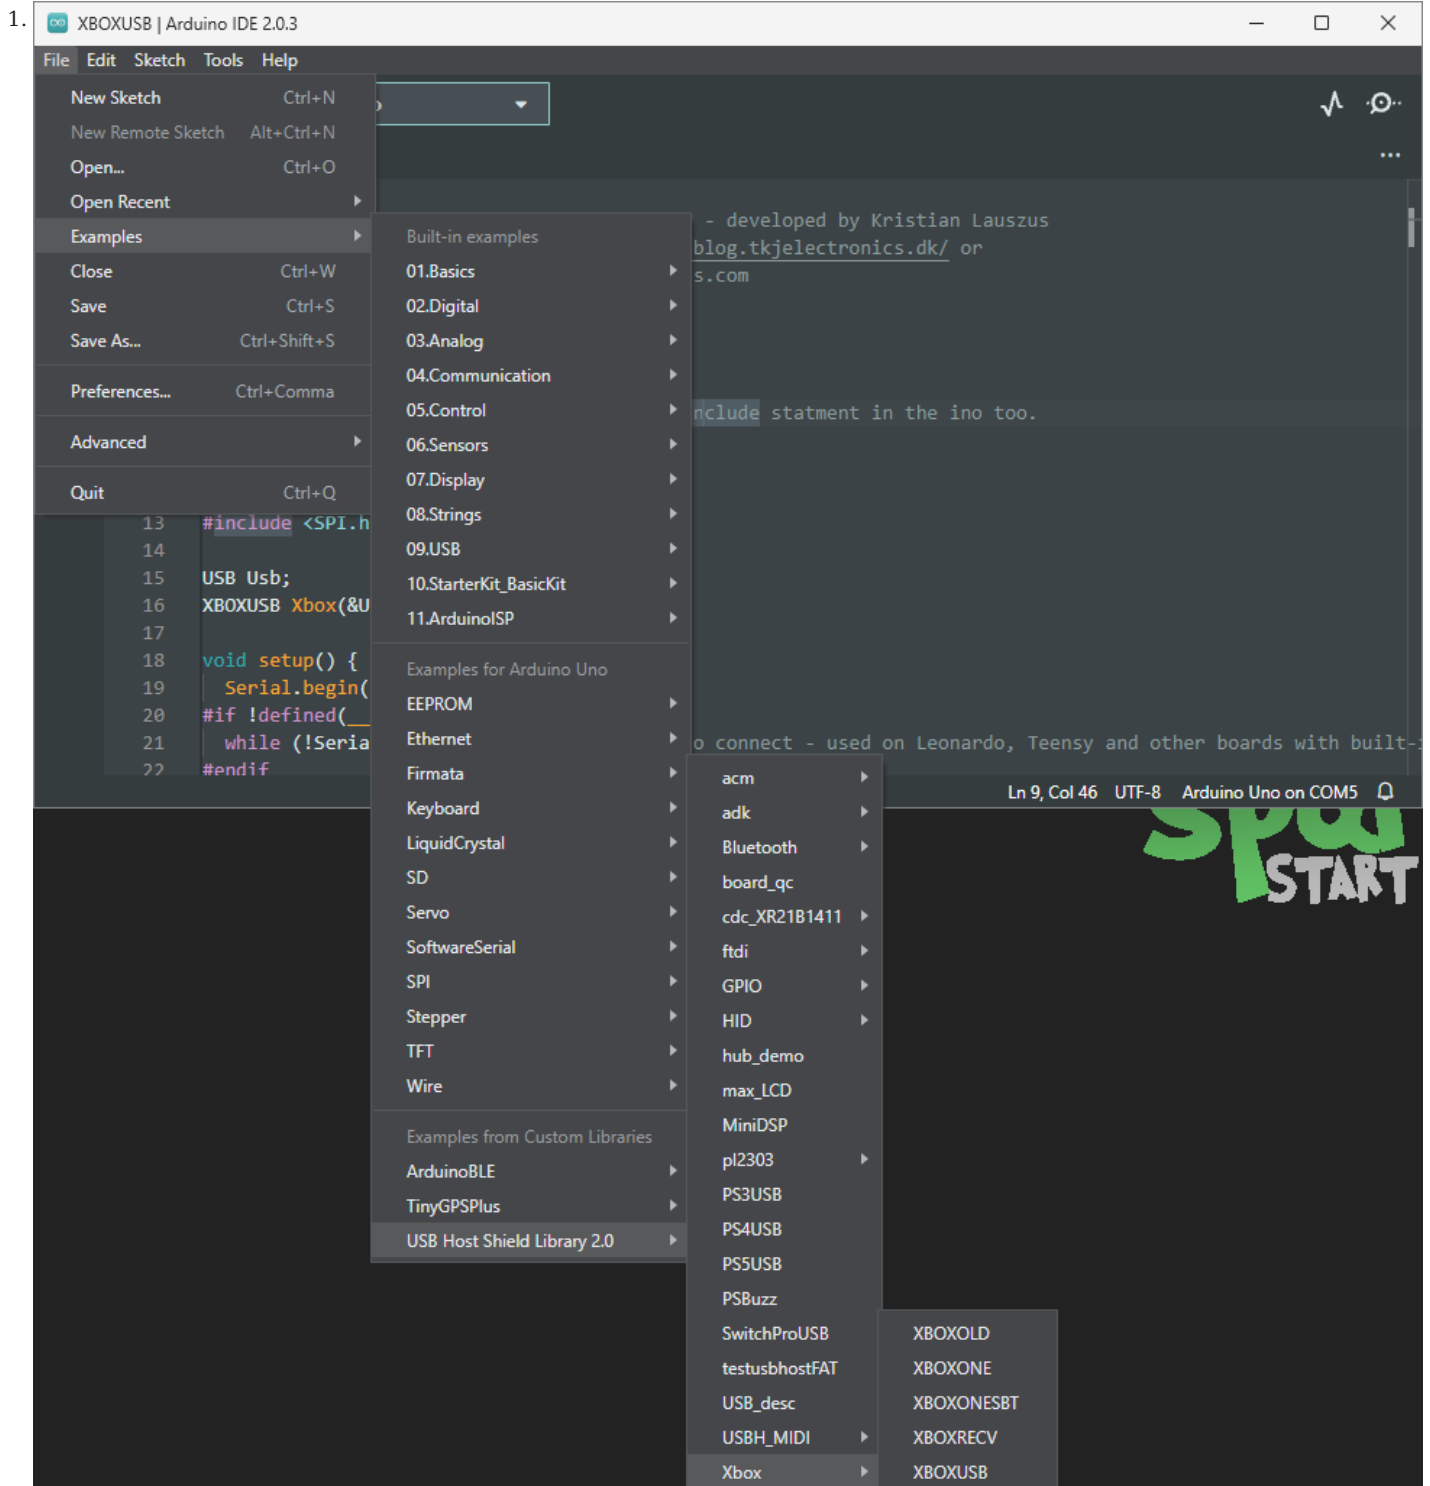 1.
XBOXUSB | Arduino IDE 2.0.3
File Edit Sketch Tools Help
New Sketch Ctrl+N
New Remote Sketch Alt+Ctrl+N
Open... Ctrl+O
Open Recent
Examples
Close Ctrl+W
Save Ctrl+S
Save As... Ctrl+Shift+S
Preferences... Ctrl+Comma
Advanced
Quit Ctrl+Q
- developed by Kristian Lauszus
blog.tkjelectronics.dk/ or
s.com
nclude statment in the ino too.
13 #include <SPI.h
14
15 USB Usb;
16 XBOXUSB Xbox(&U
17
18 void setup() {
19 Serial.begin(
20 #if !defined(__
21 while (!Seria
o connect - used on Leonardo, Teensy and other boards with built-
22 #endif
Ln 9, Col 46 UTF-8 Arduino Uno on COM5
Built-in examples
01.Basics
02.Digital
03.Analog
04.Communication
05.Control
06.Sensors
07.Display
08.Strings
09.USB
10.StarterKit_BasicKit
11.ArduinoISP
Examples for Arduino Uno
EEPROM
Ethernet
Firmata
Keyboard
LiquidCrystal
SD
Servo
SoftwareSerial
SPI
Stepper
TFT
Wire
Examples from Custom Libraries
ArduinoBLE
TinyGPSPlus
USB Host Shield Library 2.0
acm
adk
Bluetooth
board_qc
cdc_XR21B1411
ftdi
GPIO
HID
hub_demo
max_LCD
MiniDSP
pl2303
PS3USB
PS4USB
PS5USB
PSBuzz
SwitchProUSB
testusbhostFAT
USB_desc
USBH_MIDI
Xbox
XBOXOLD
XBOXONE
XBOXONESBT
XBOXRECV
XBOXUSB
START